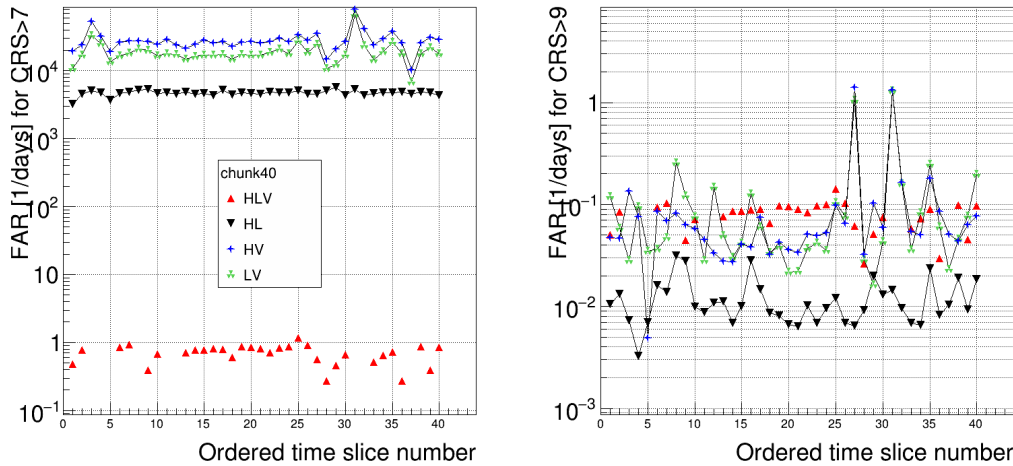 FAR [1/days] for CRS>7
10⁴
10³
10²
10
1
10⁻¹
chunk40
HLV
HL
HV
LV
0 5 10 15 20 25 30 35 40
Ordered time slice number
FAR [1/days] for CRS>9
1
10⁻¹
10⁻²
10⁻³
0 5 10 15 20 25 30 35 40
Ordered time slice number